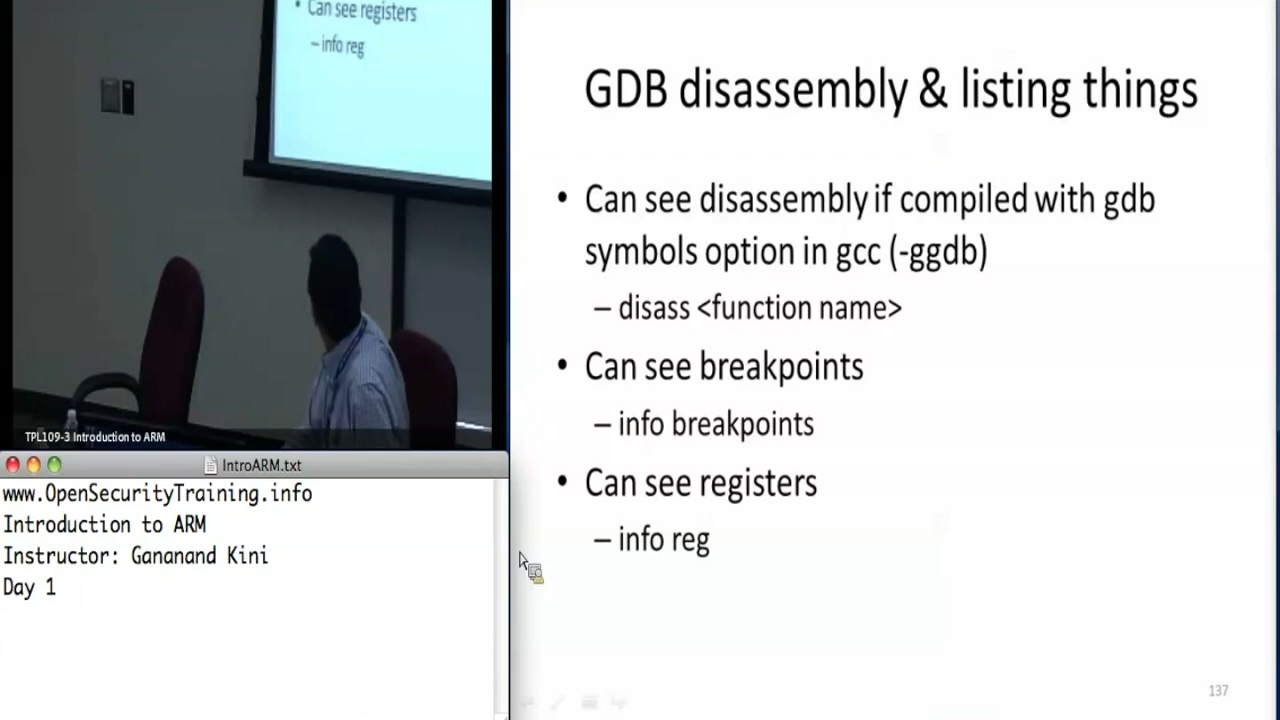 • Can see registers
– info reg
TPL109-3 Introduction to ARM
IntroARM.txt
www.OpenSecurityTraining.info
Introduction to ARM
Instructor: Gananand Kini
Day 1
GDB disassembly & listing things
• Can see disassembly if compiled with gdb
symbols option in gcc (-ggdb)
– disass <function name>
• Can see breakpoints
– info breakpoints
• Can see registers
– info reg
137